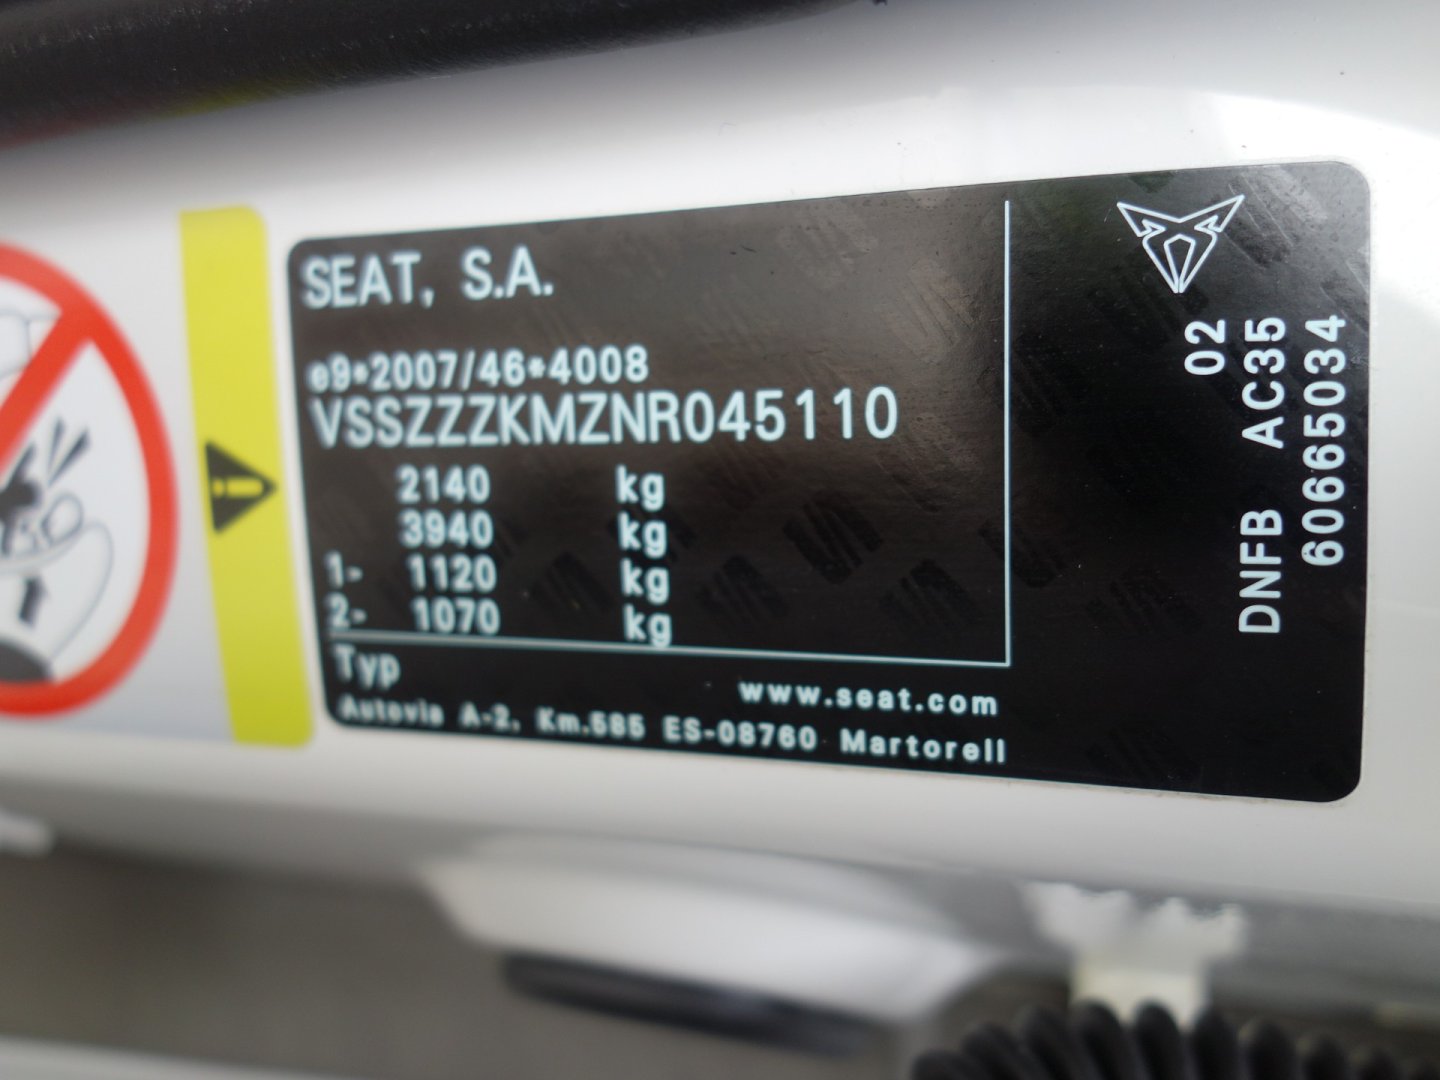 SEAT, S.A.
e9*2007/46*4008
VSSZZZKMZNR045110
2140 kg
3940 kg
1- 1120 kg
2- 1070 kg
Typ
www.seat.com
Autovia A-2, Km.585 ES-08760 Martorell
02
DNFB AC35
60665034